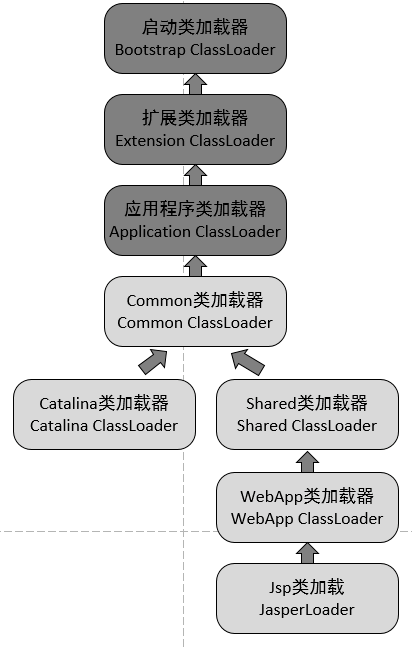 启动类加载器
Bootstrap ClassLoader
扩展类加载器
Extension ClassLoader
应用程序类加载器
Application ClassLoader
Common类加载器
Common ClassLoader
Catalina类加载器
Catalina ClassLoader
Shared类加载器
Shared ClassLoader
WebApp类加载器
WebApp ClassLoader
Jsp类加载
JasperLoader